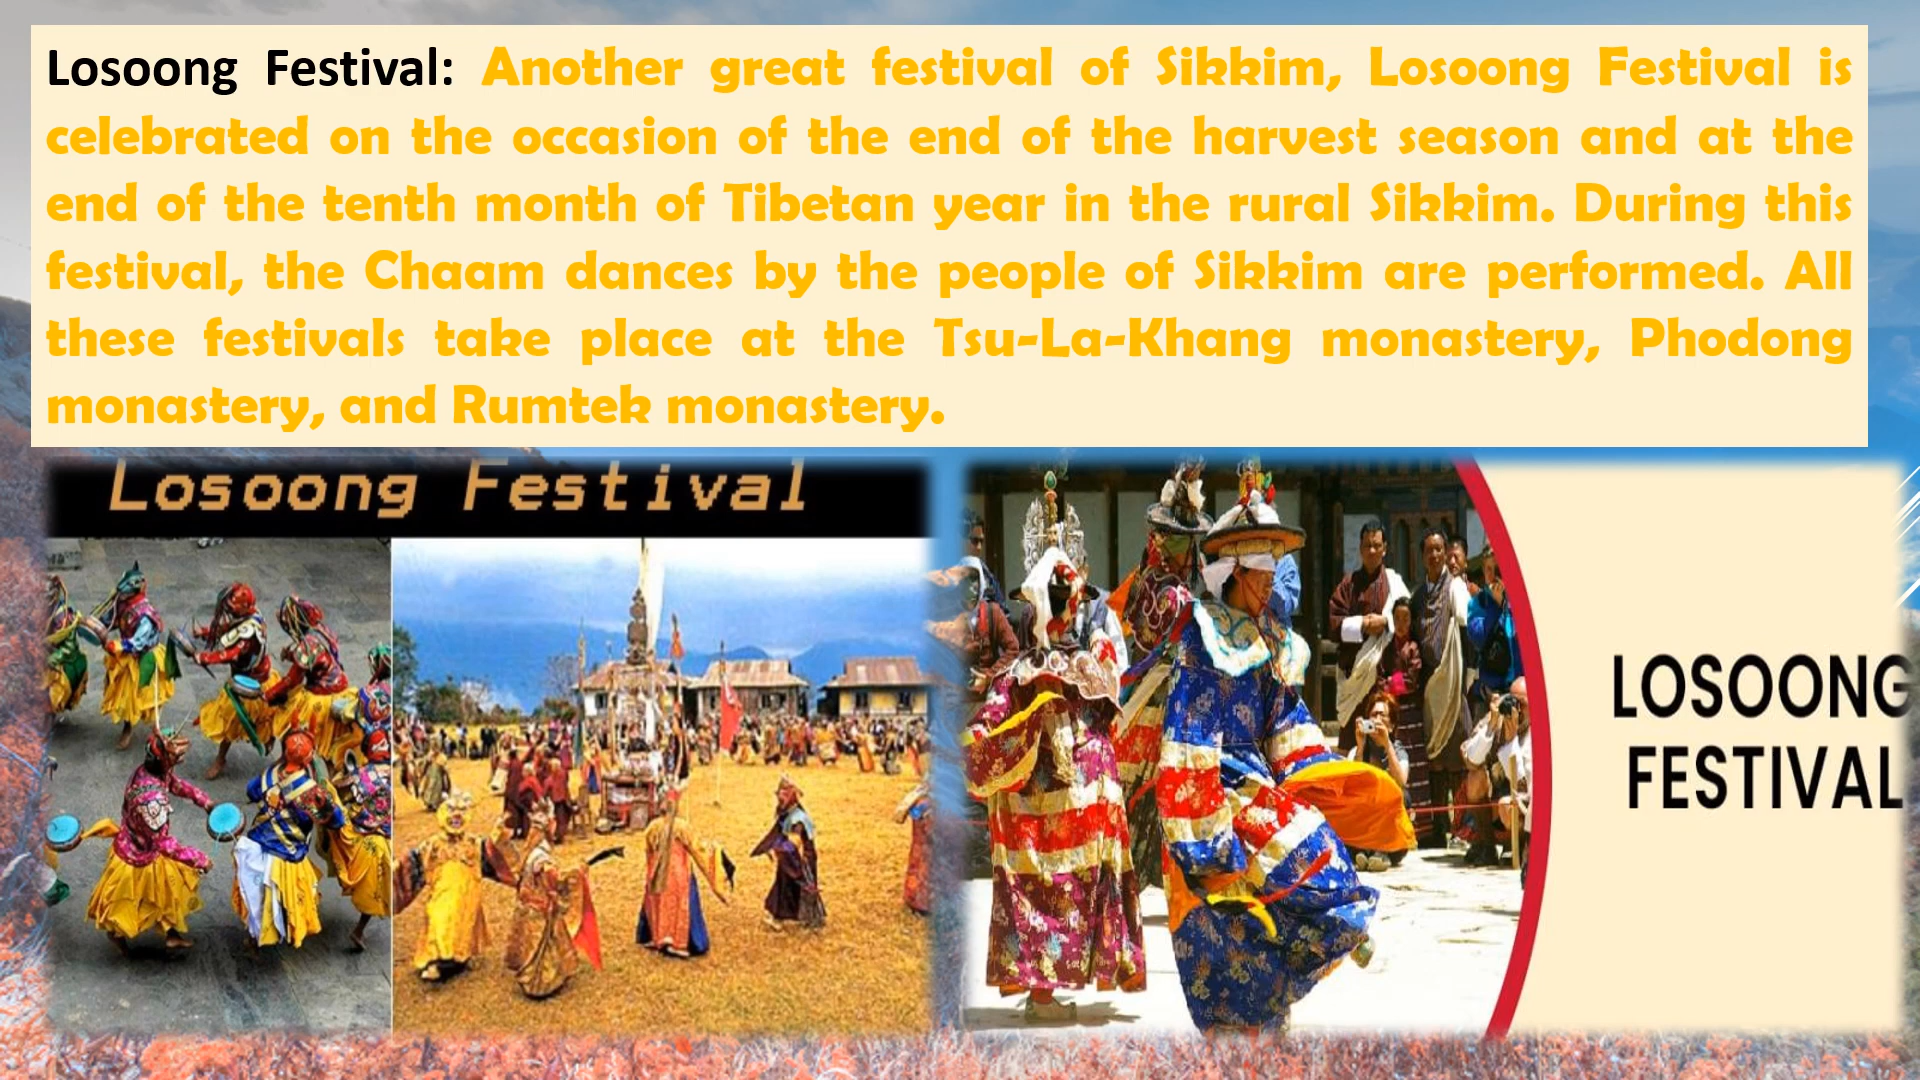 Losoong Festival: Another great festival of Sikkim, Losoong Festival is
celebrated on the occasion of the end of the harvest season and at the
end of the tenth month of Tibetan year in the rural Sikkim. During this
festival, the Chaam dances by the people of Sikkim are performed. All
these festivals take place at the Tsu-La-Khang monastery, Phodong
monastery, and Rumtek monastery.
Losoong Festival
LOSOONG
FESTIVAL